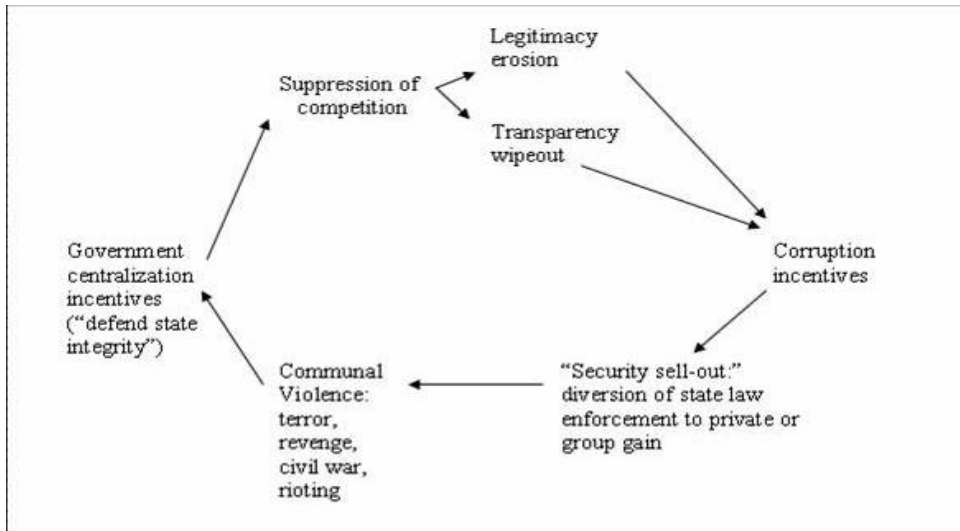 Legitimacy
erosion
Suppression of
competition
Transparency
wipeout
Government
centralization
incentives
(“defend state
integrity”)
Corruption
incentives
Communal
Violence:
terror,
revenge,
civil war,
rioting
“Security sell-out:”
diversion of state law
enforcement to private or
group gain